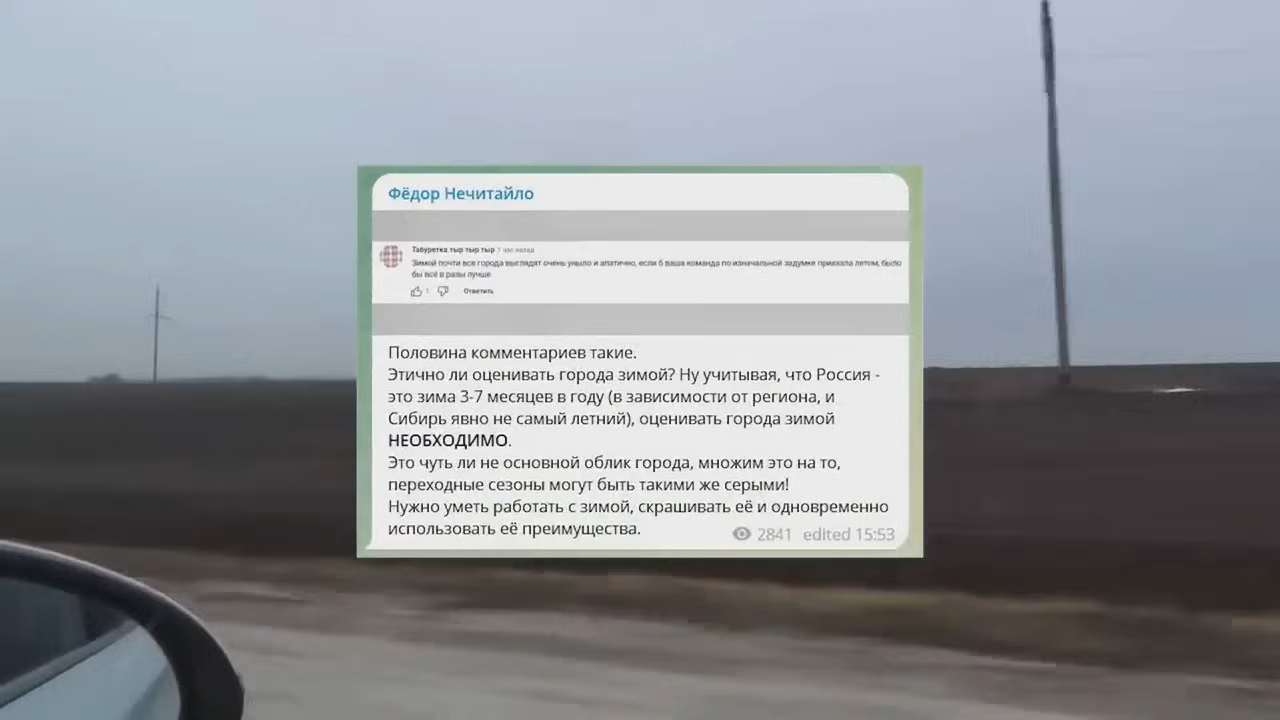 Фёдор Нечитайло
Табуретка тыр тыр тыр 1 час назад
Зимой почти все города выглядят очень уныло и апатично, если б ваша команда по изначальной задумке приехала летом, было
бы всё в разы лучше
1 Ответить
Половина комментариев такие.
Этично ли оценивать города зимой? Ну учитывая, что Россия -
это зима 3-7 месяцев в году (в зависимости от региона, и
Сибирь явно не самый летний), оценивать города зимой
НЕОБХОДИМО.
Это чуть ли не основной облик города, множим это на то,
переходные сезоны могут быть такими же серыми!
Нужно уметь работать с зимой, скрашивать её и одновременно
использовать её преимущества.
2841 edited 15:53